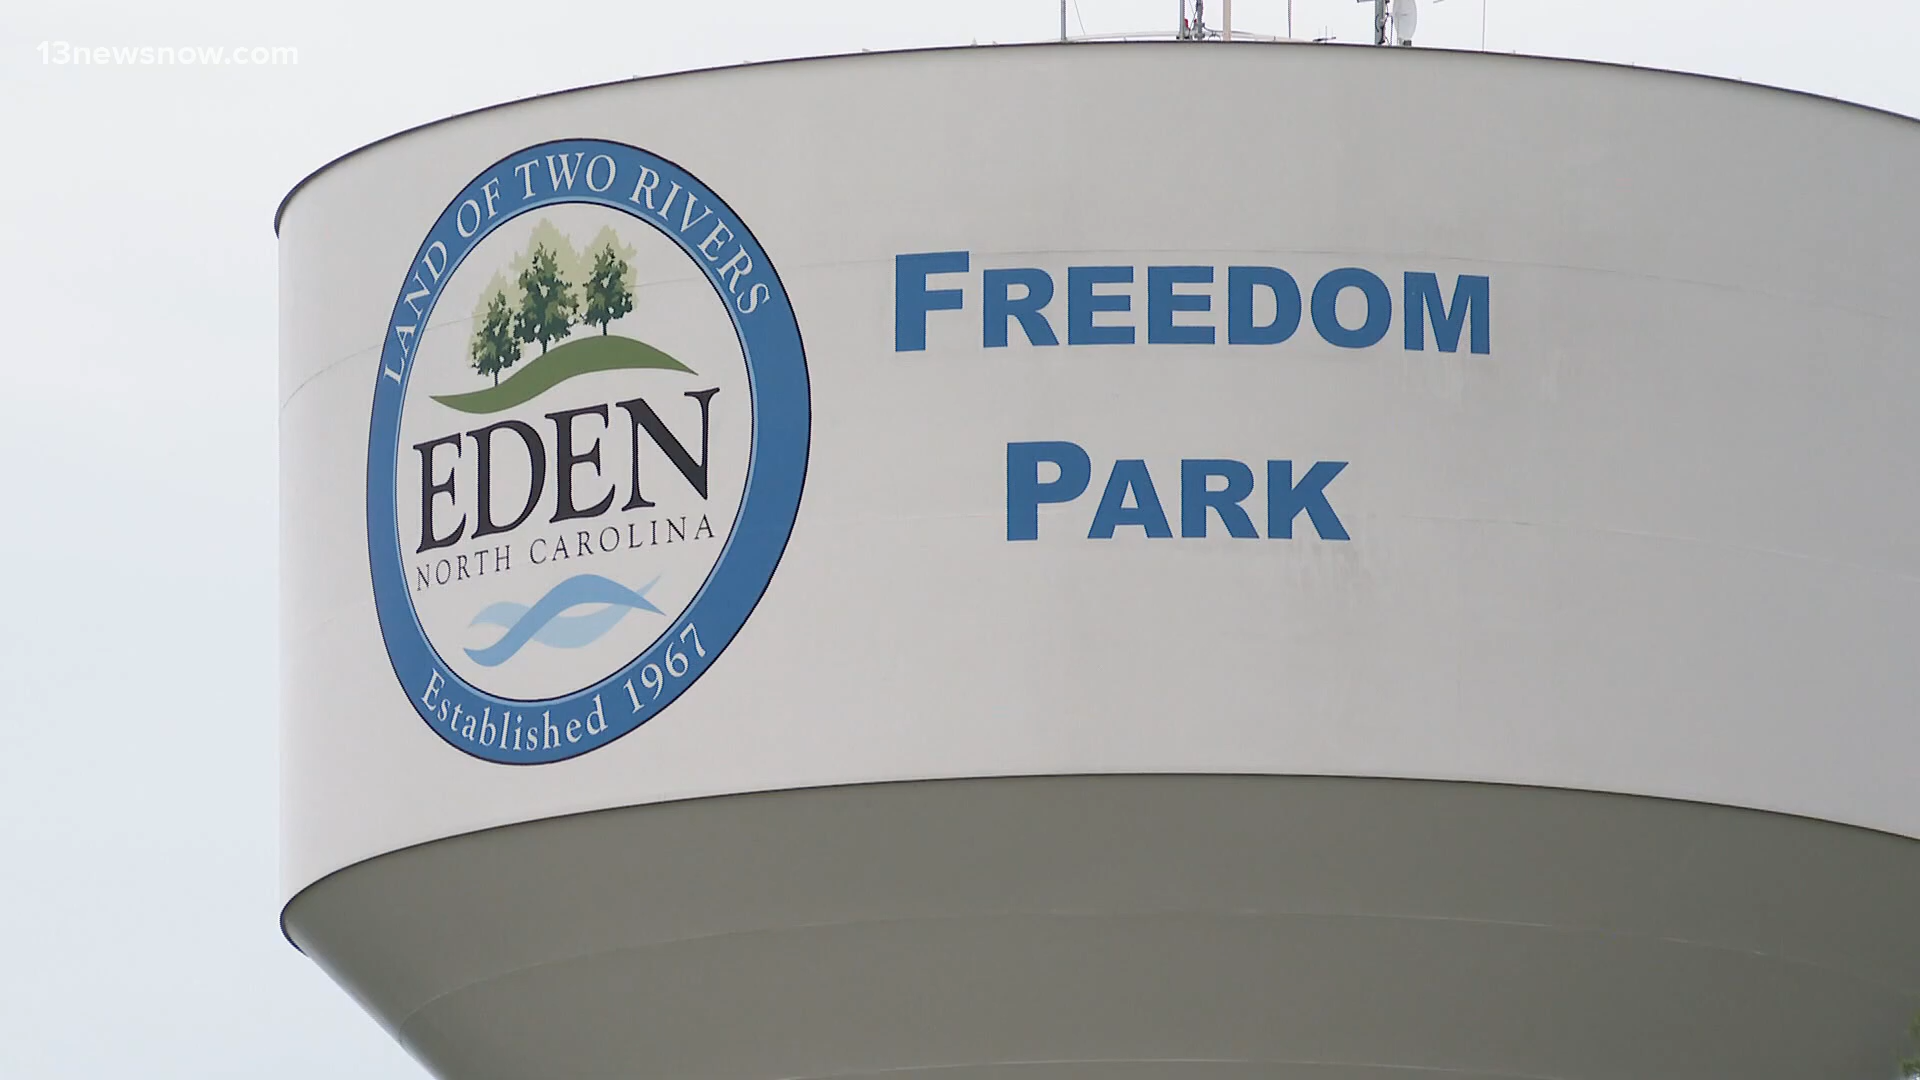 13newsnow.com
LAND OF TWO RIVERS
EDEN
NORTH CAROLINA
Established 1967
FREEDOM
PARK